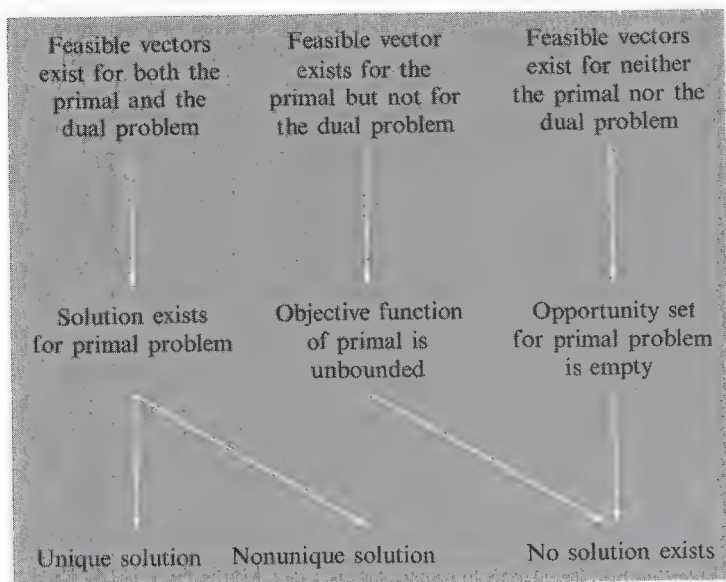 Feasible vectors
exist for both the
primal and the
dual problem
Feasible vector
exists for the
primal but not for
the dual problem
Feasible vectors
exist for neither
the primal nor the
dual problem
Solution exists
for primal problem
Objective function
of primal is
unbounded
Opportunity set
for primal problem
is empty
Unique solution
Nonunique solution
No solution exists